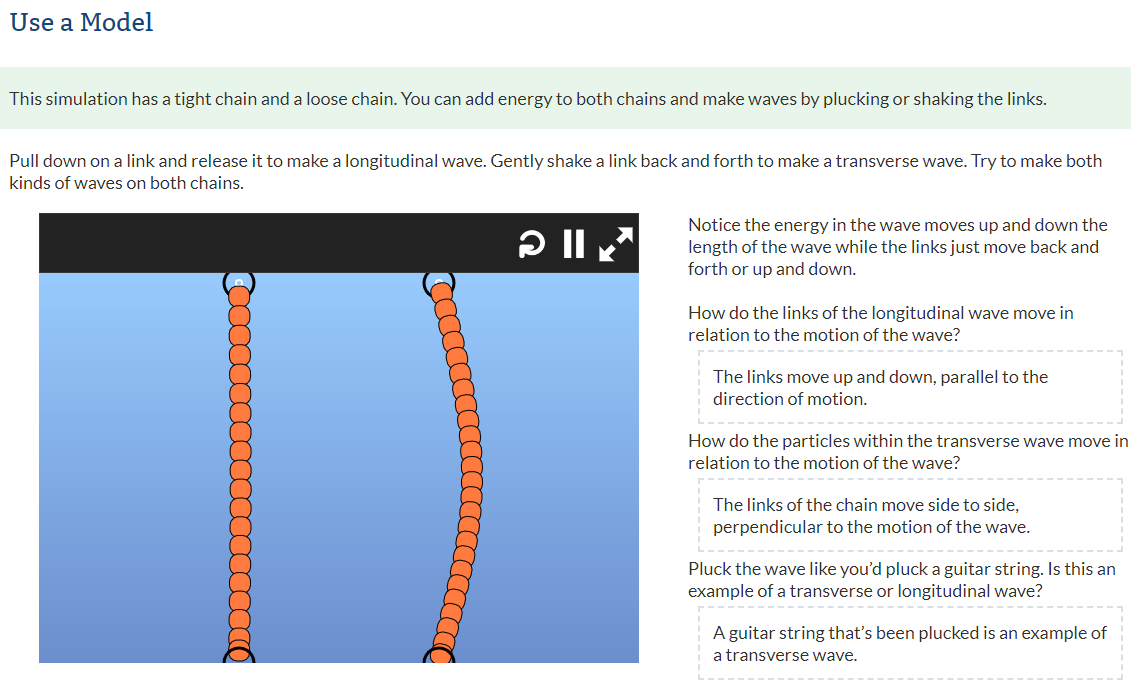 Use a Model
This simulation has a tight chain and a loose chain. You can add energy to both chains and make waves by plucking or shaking the links.
Pull down on a link and release it to make a longitudinal wave. Gently shake a link back and forth to make a transverse wave. Try to make both
kinds of waves on both chains.
Notice the energy in the wave moves up and down the
length of the wave while the links just move back and
forth or up and down.
How do the links of the longitudinal wave move in
relation to the motion of the wave?
The links move up and down, parallel to the
direction of motion.
How do the particles within the transverse wave move in
relation to the motion of the wave?
The links of the chain move side to side,
perpendicular to the motion of the wave.
Pluck the wave like you’d pluck a guitar string. Is this an
example of a transverse or longitudinal wave?
A guitar string that’s been plucked is an example of
a transverse wave.